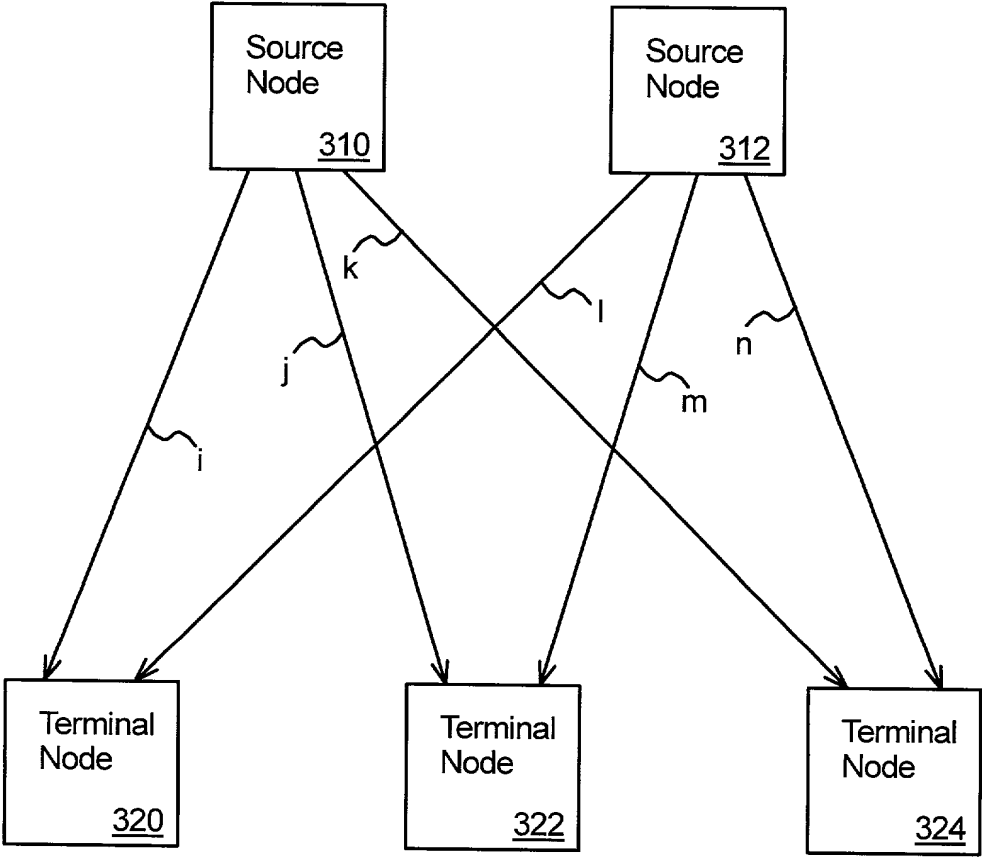 Source
Node
310
Source
Node
312
k
l
n
j
m
i
Terminal
Node
320
Terminal
Node
322
Terminal
Node
324